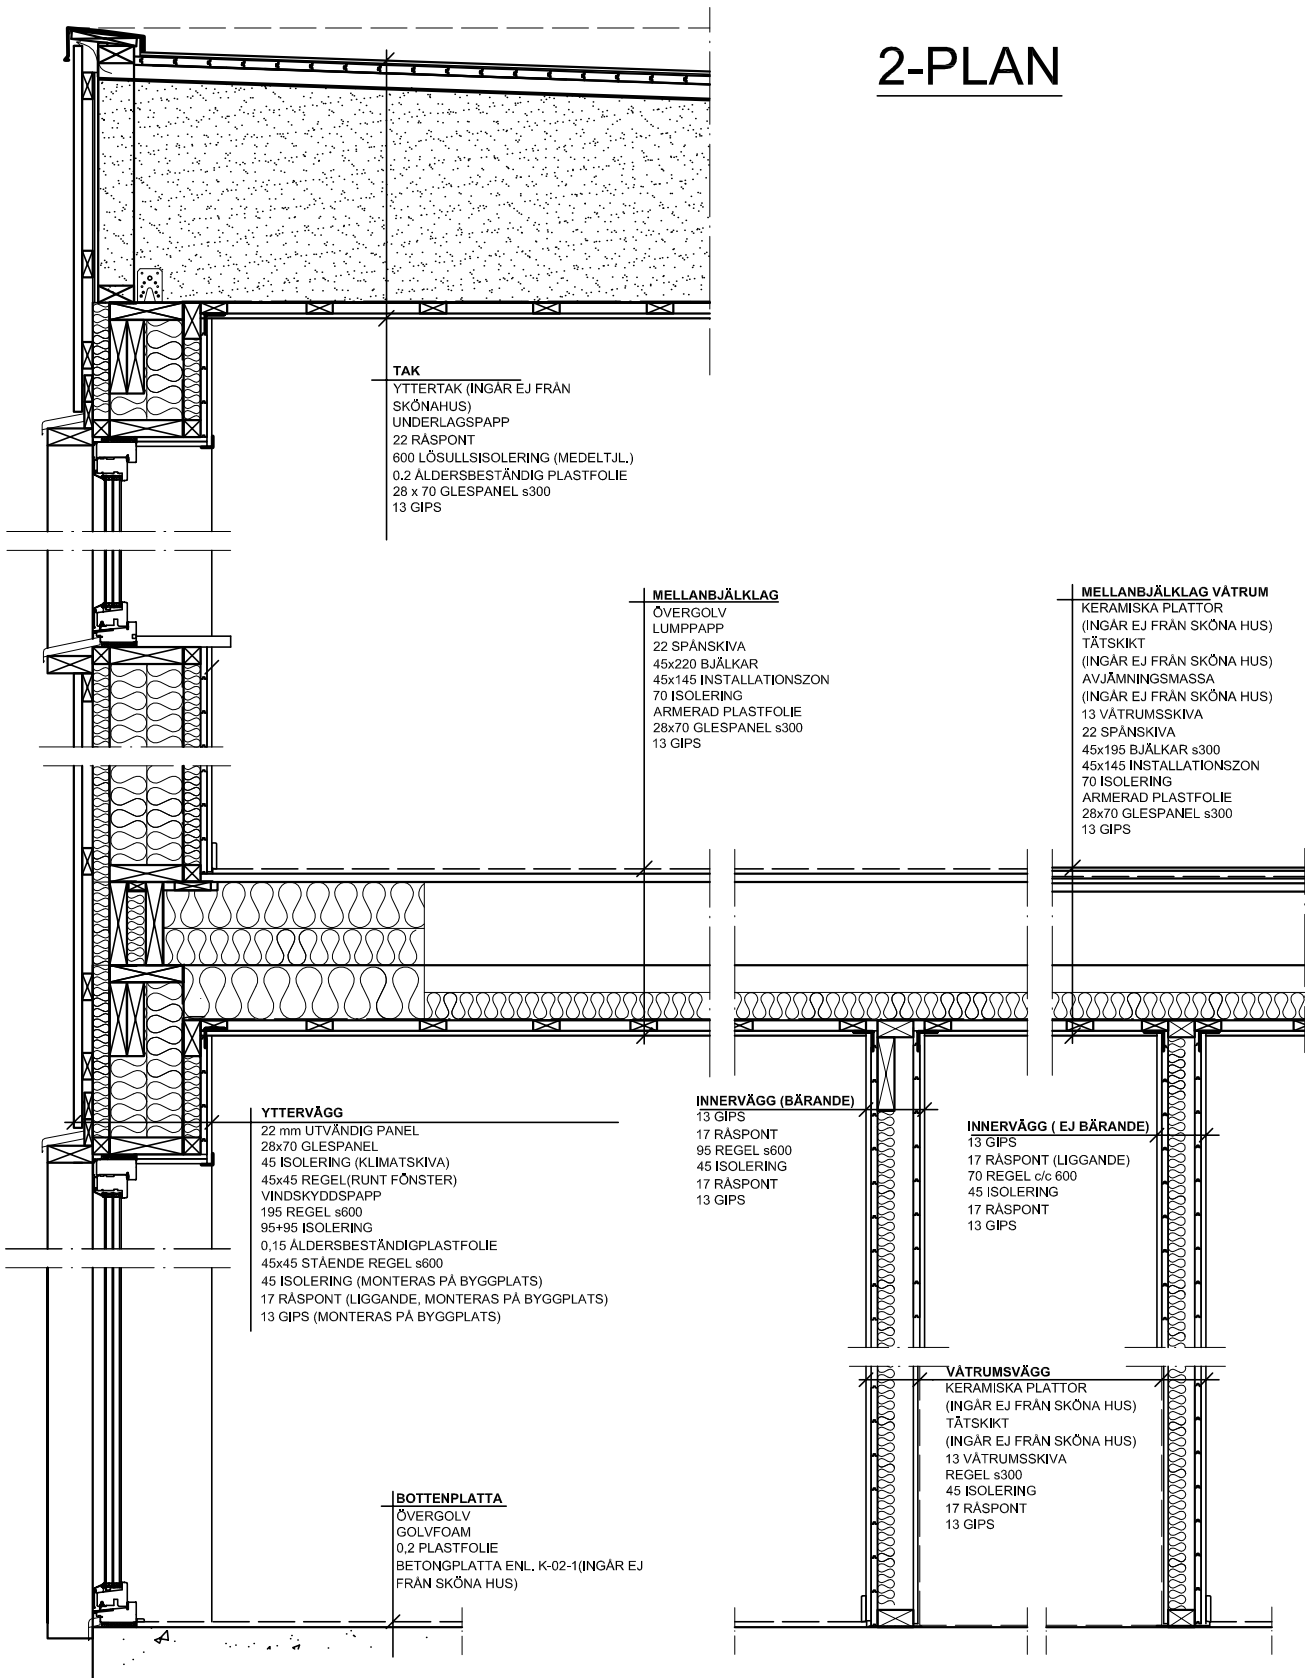 2-PLAN
TAK
YTTERTAK (INGÅR EJ FRÅN
SKÖNAHUS)
UNDERLAGSPAPP
22 RÅSPONT
600 LÖSULLSISOLERING (MEDELTJL.)
0.2 ÅLDERSBESTÄNDIG PLASTFOLIE
28 x 70 GLESPANEL s300
13 GIPS
MELLANBJÄLKLAG
ÖVERGOLV
LUMPPAPP
22 SPÅNSKIVA
45x220 BJÄLKAR
45x145 INSTALLATIONSZON
70 ISOLERING
ARMERAD PLASTFOLIE
28x70 GLESPANEL s300
13 GIPS
MELLANBJÄLKLAG VÅTRUM
KERAMISKA PLATTOR
(INGÅR EJ FRÅN SKÖNA HUS)
TÄTSKIKT
(INGÅR EJ FRÅN SKÖNA HUS)
AVJÄMNINGSMASSA
(INGÅR EJ FRÅN SKÖNA HUS)
13 VÅTRUMSSKIVA
22 SPÅNSKIVA
45x195 BJÄLKAR s300
45x145 INSTALLATIONSZON
70 ISOLERING
ARMERAD PLASTFOLIE
28x70 GLESPANEL s300
13 GIPS
YTTERVÄGG
22 mm UTVÄNDIG PANEL
28x70 GLESPANEL
45 ISOLERING (KLIMATSKIVA)
45x45 REGEL(RUNT FÖNSTER)
VINDSKYDDSPAPP
195 REGEL s600
95+95 ISOLERING
0,15 ÅLDERSBESTÄNDIGPLASTFOLIE
45x45 STÅENDE REGEL s600
45 ISOLERING (MONTERAS PÅ BYGGPLATS)
17 RÅSPONT (LIGGANDE, MONTERAS PÅ BYGGPLATS)
13 GIPS (MONTERAS PÅ BYGGPLATS)
INNERVÄGG (BÄRANDE)
13 GIPS
17 RÅSPONT
95 REGEL s600
45 ISOLERING
17 RÅSPONT
13 GIPS
INNERVÄGG ( EJ BÄRANDE)
13 GIPS
17 RÅSPONT (LIGGANDE)
70 REGEL c/c 600
45 ISOLERING
17 RÅSPONT
13 GIPS
VÅTRUMSVÄGG
KERAMISKA PLATTOR
(INGÅR EJ FRÅN SKÖNA HUS)
TÄTSKIKT
(INGÅR EJ FRÅN SKÖNA HUS)
13 VÅTRUMSSKIVA
REGEL s300
45 ISOLERING
17 RÅSPONT
13 GIPS
BOTTENPLATTA
ÖVERGOLV
GOLVFOAM
0,2 PLASTFOLIE
BETONGPLATTA ENL. K-02-1(INGÅR EJ
FRÅN SKÖNA HUS)